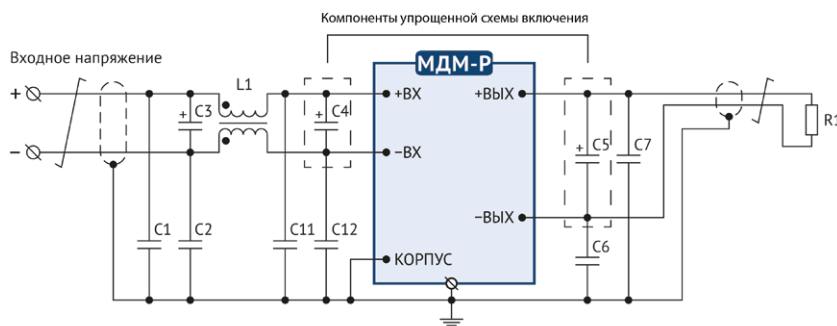 Компоненты упрощенной схемы включения
Входное напряжение
МДМ-Р
L1
+ C3 + C4 +ВХ +ВЫХ R1
− −ВХ + C5 C7
−ВЫХ
C1 C2 C11 C12 C6
КОРПУС